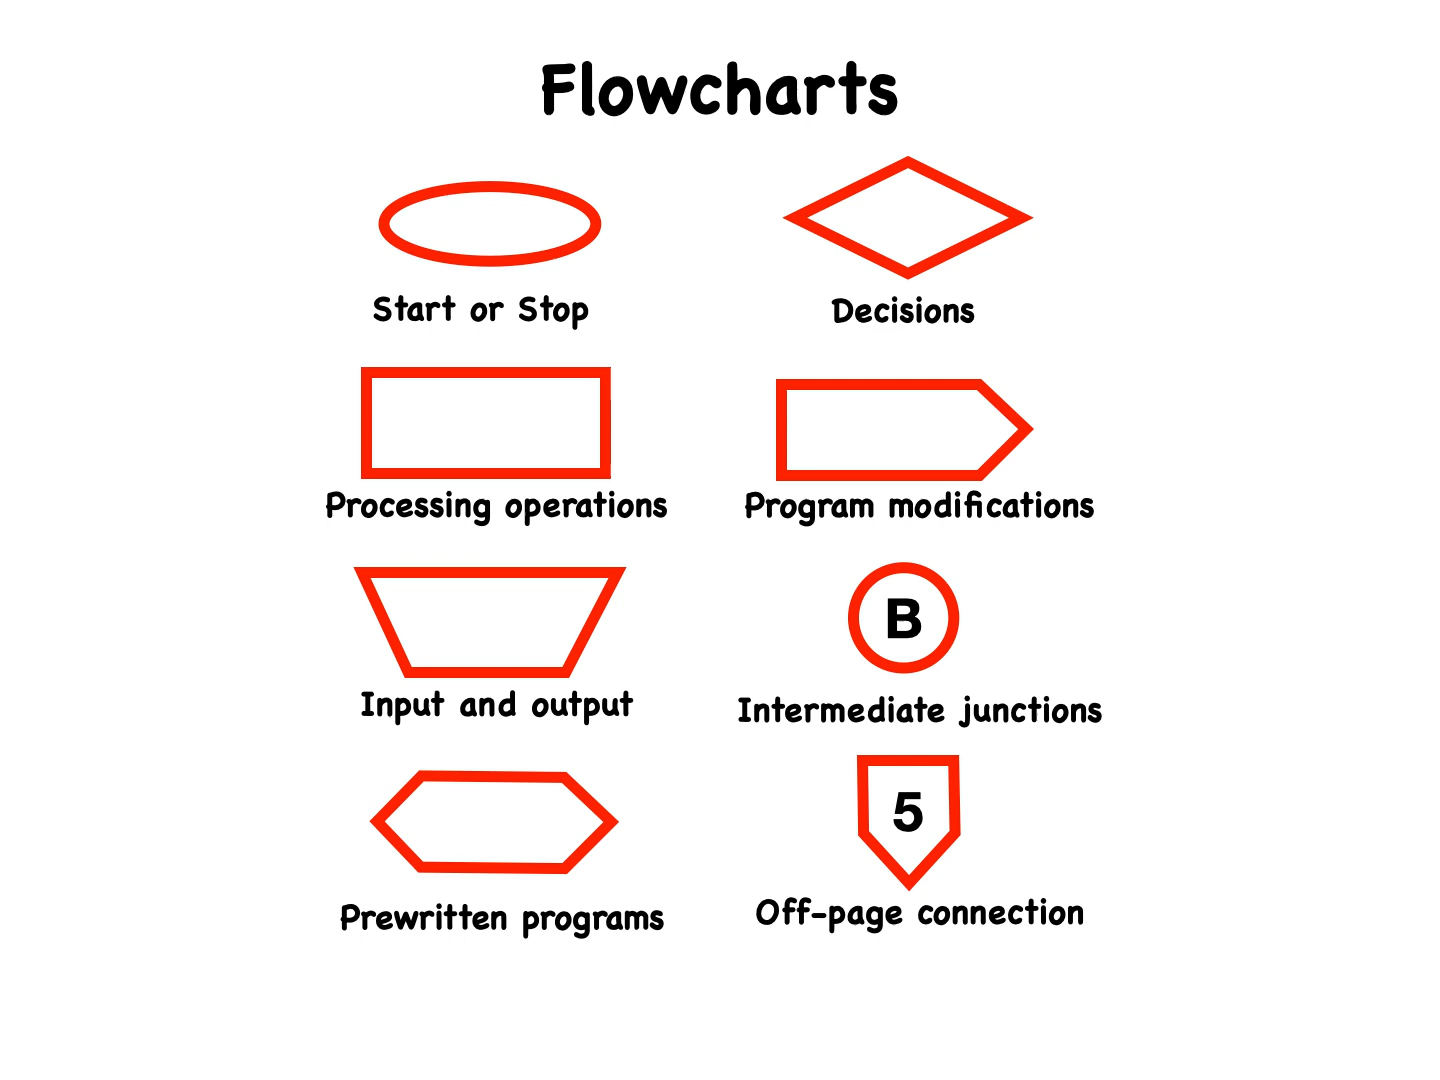 Flowcharts
Start or Stop
Decisions
Processing operations
Program modifications
Input and output
B
Intermediate junctions
Prewritten programs
5
Off-page connection